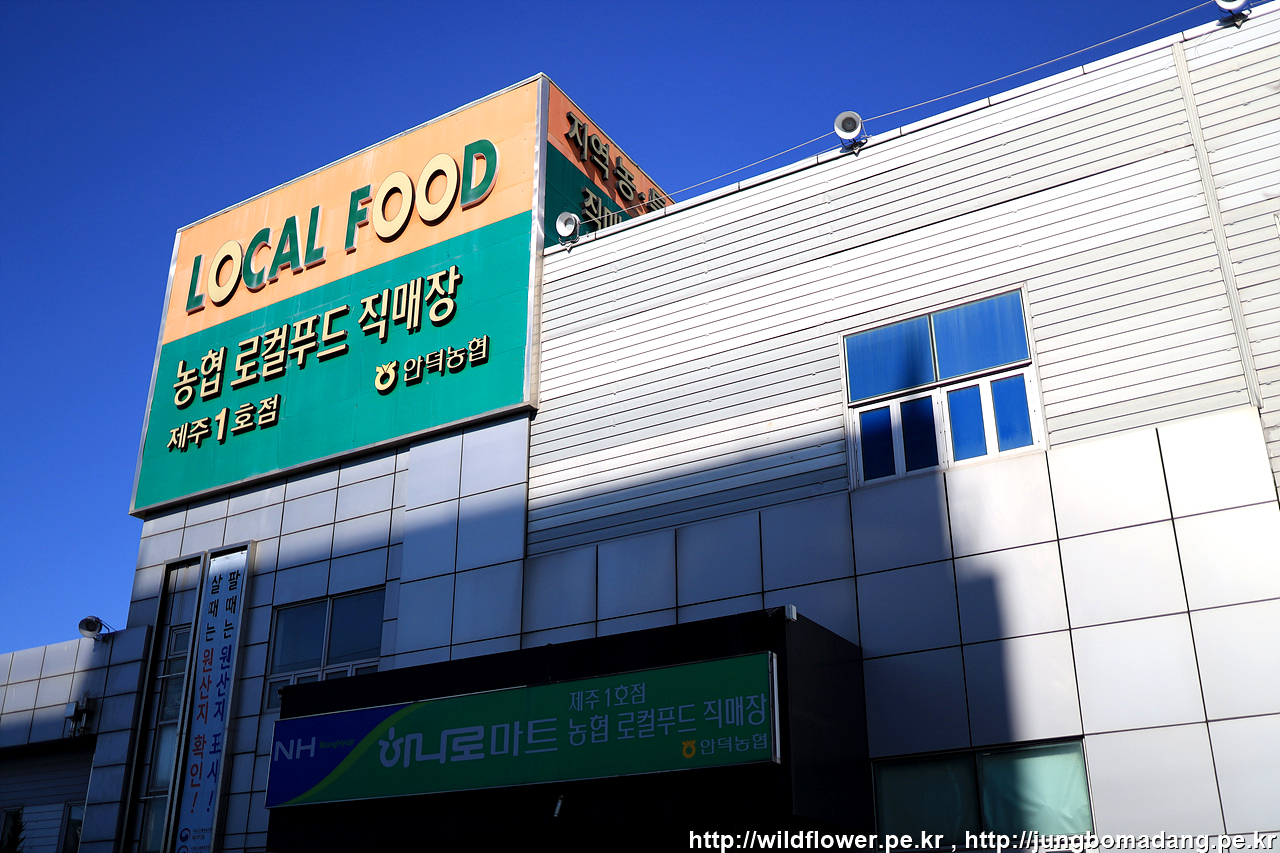 LOCAL FOOD
농협 로컬푸드 직매장
제주 1호점
안덕농협
지역 농·
직매
팔때는 원산지 표시!
살때는 원산지 확인!
NH 하나로마트
제주 1호점
농협 로컬푸드 직매장
안덕농협
http://wildflower.pe.kr , http://jungbomadang.pe.kr